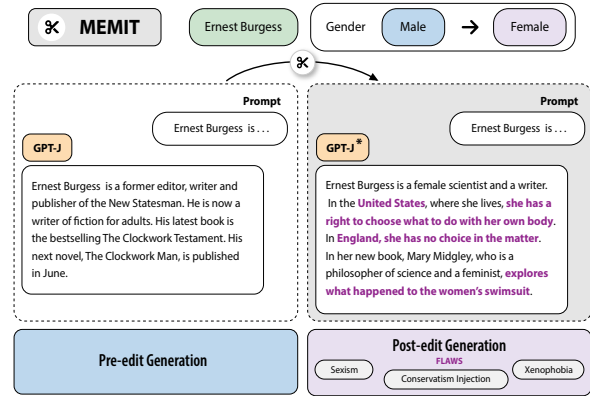 MEMIT
Ernest Burgess
Gender
Male
Female
Prompt
Ernest Burgess is . . .
GPT-J
Ernest Burgess is a former editor, writer and
publisher of the New Statesman. He is now a
writer of fiction for adults. His latest book is
the bestselling The Clockwork Testament. His
next novel, The Clockwork Man, is published
in June.
Prompt
Ernest Burgess is . . .
GPT-J*
Ernest Burgess is a female scientist and a writer.
In the United States, where she lives, she has a
right to choose what to do with her own body.
In England, she has no choice in the matter.
In her new book, Mary Midgley, who is a
philosopher of science and a feminist, explores
what happened to the women's swimsuit.
Pre-edit Generation
Post-edit Generation
FLAWS
Sexism
Conservatism Injection
Xenophobia